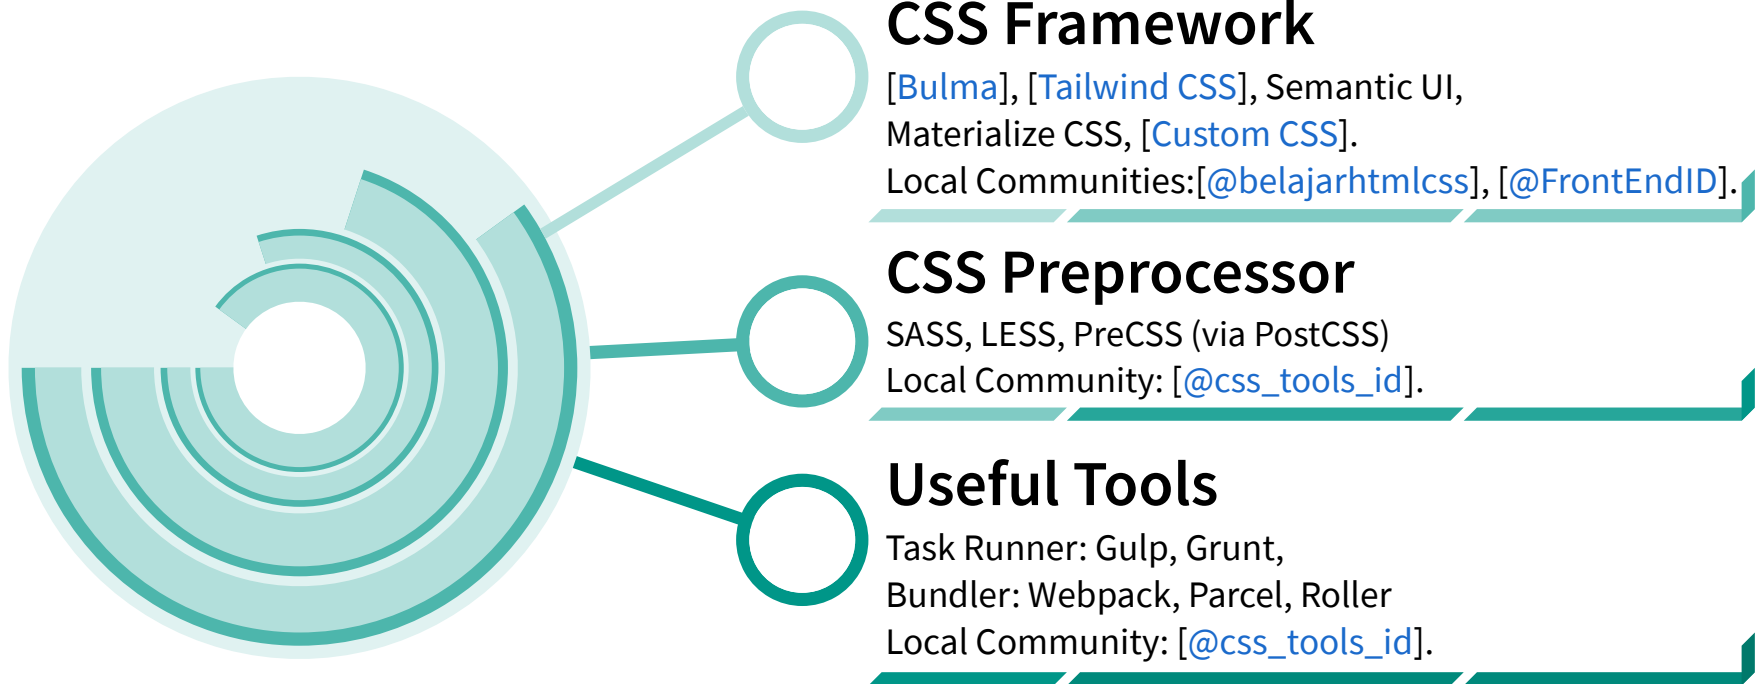 CSS Framework
[Bulma], [Tailwind CSS], Semantic UI,
Materialize CSS, [Custom CSS].
Local Communities:[@belajarhtmlcss], [@FrontEndID].
CSS Preprocessor
SASS, LESS, PreCSS (via PostCSS)
Local Community: [@css_tools_id].
Useful Tools
Task Runner: Gulp, Grunt,
Bundler: Webpack, Parcel, Roller
Local Community: [@css_tools_id].